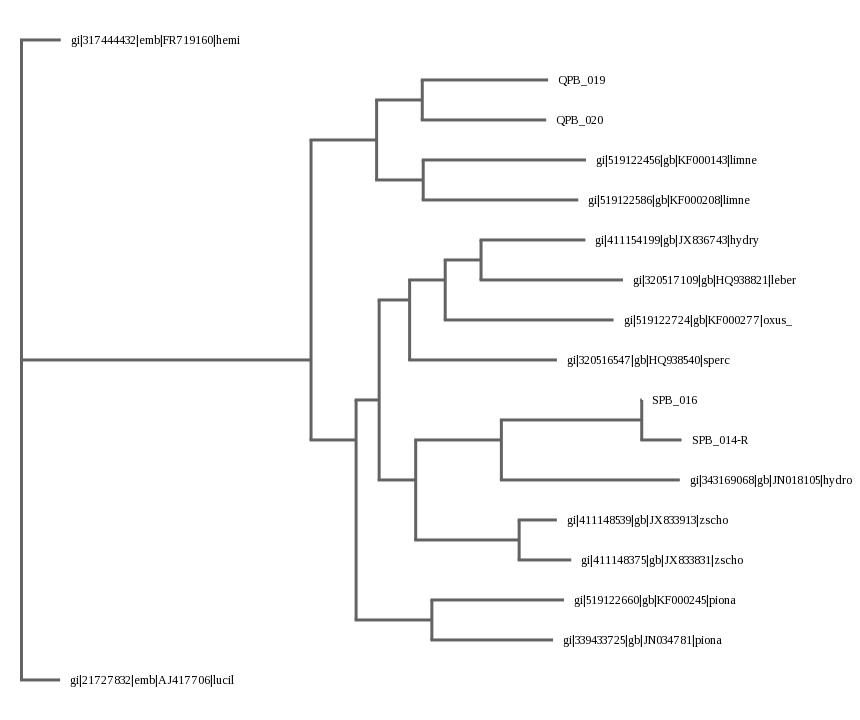 gi|317444432|emb|FR719160|hemi
QPB_019
QPB_020
gi|519122456|gb|KF000143|limne
gi|519122586|gb|KF000208|limne
gi|411154199|gb|JX836743|hydry
gi|320517109|gb|HQ938821|leber
gi|519122724|gb|KF000277|oxus_
gi|320516547|gb|HQ938540|sperc
SPB_016
SPB_014-R
gi|343169068|gb|JN018105|hydro
gi|411148539|gb|JX833913|zscho
gi|411148375|gb|JX833831|zscho
gi|519122660|gb|KF000245|piona
gi|339433725|gb|JN034781|piona
gi|21727832|emb|AJ417706|lucil